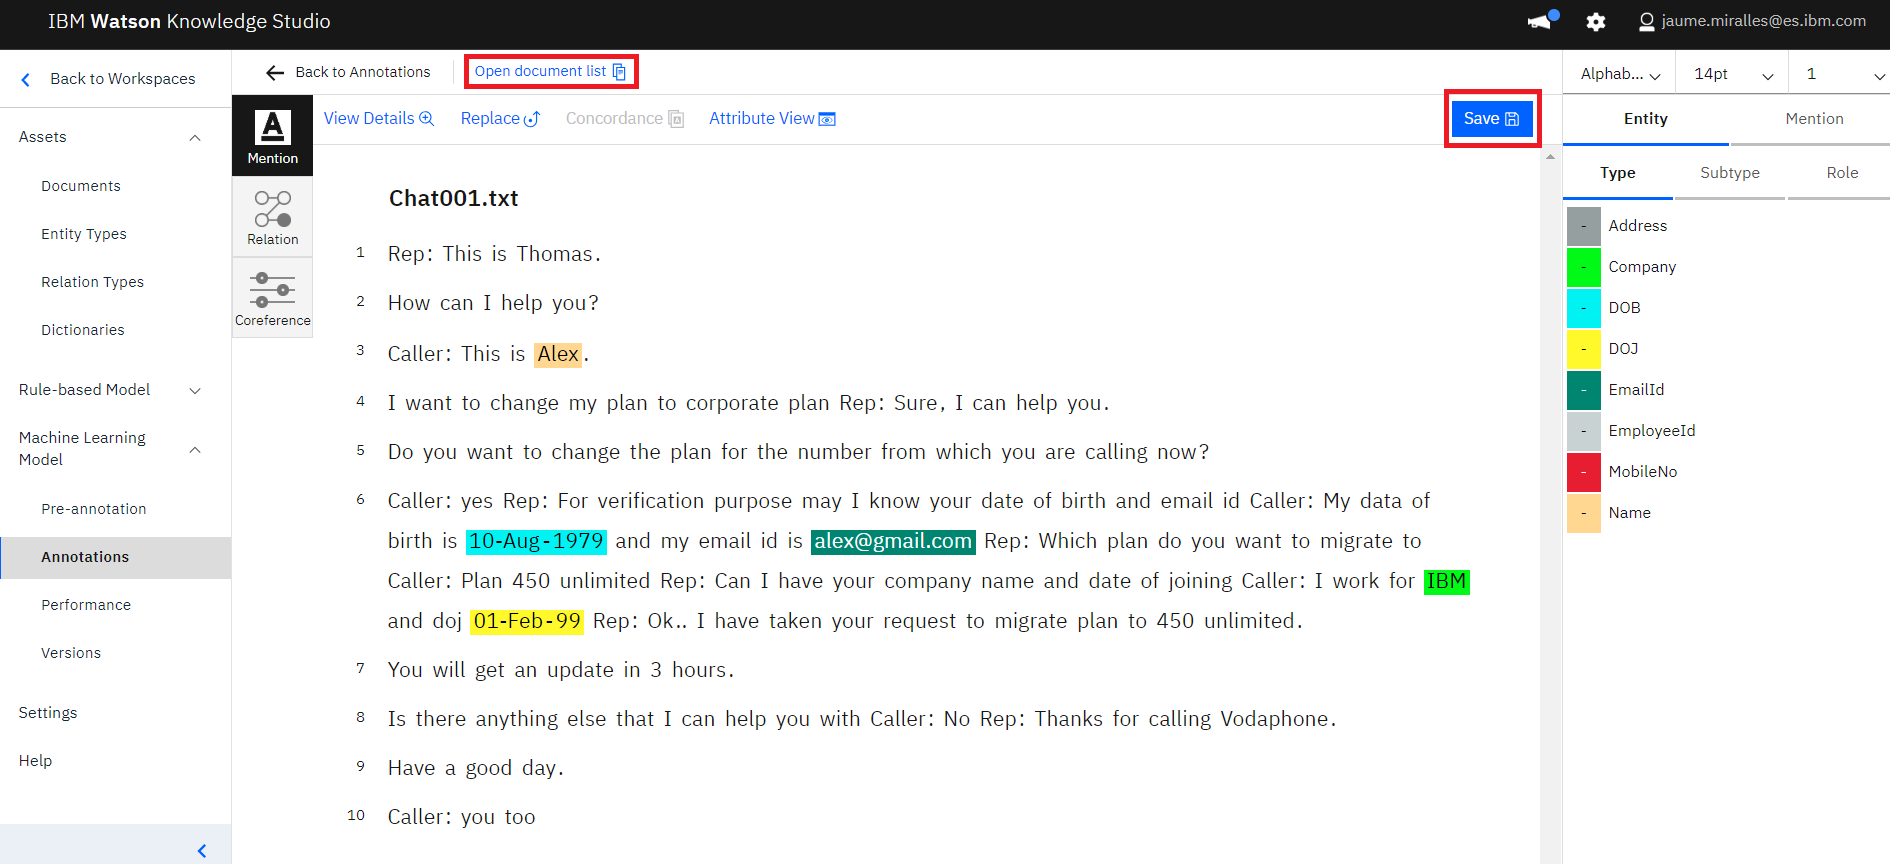 IBM Watson Knowledge Studio
jaume.miralles@es.ibm.com
Back to Workspaces
Back to Annotations
Open document list
Alphab...
14pt
1
Assets
Documents
Entity Types
Relation Types
Dictionaries
Rule-based Model
Machine Learning
Model
Pre-annotation
Annotations
Performance
Versions
Settings
Help
A
Mention
Relation
Coreference
View Details
Replace
Concordance
Attribute View
Save
Chat001.txt
1 Rep: This is Thomas.
2 How can I help you?
3 Caller: This is Alex.
4 I want to change my plan to corporate plan Rep: Sure, I can help you.
5 Do you want to change the plan for the number from which you are calling now?
6 Caller: yes Rep: For verification purpose may I know your date of birth and email id Caller: My data of
birth is 10-Aug-1979 and my email id is alex@gmail.com Rep: Which plan do you want to migrate to
Caller: Plan 450 unlimited Rep: Can I have your company name and date of joining Caller: I work for IBM
and doj 01-Feb-99 Rep: Ok.. I have taken your request to migrate plan to 450 unlimited.
7 You will get an update in 3 hours.
8 Is there anything else that I can help you with Caller: No Rep: Thanks for calling Vodaphone.
9 Have a good day.
10 Caller: you too
Entity
Mention
Type
Subtype
Role
- Address
- Company
- DOB
- DOJ
- EmailId
- EmployeeId
- MobileNo
- Name